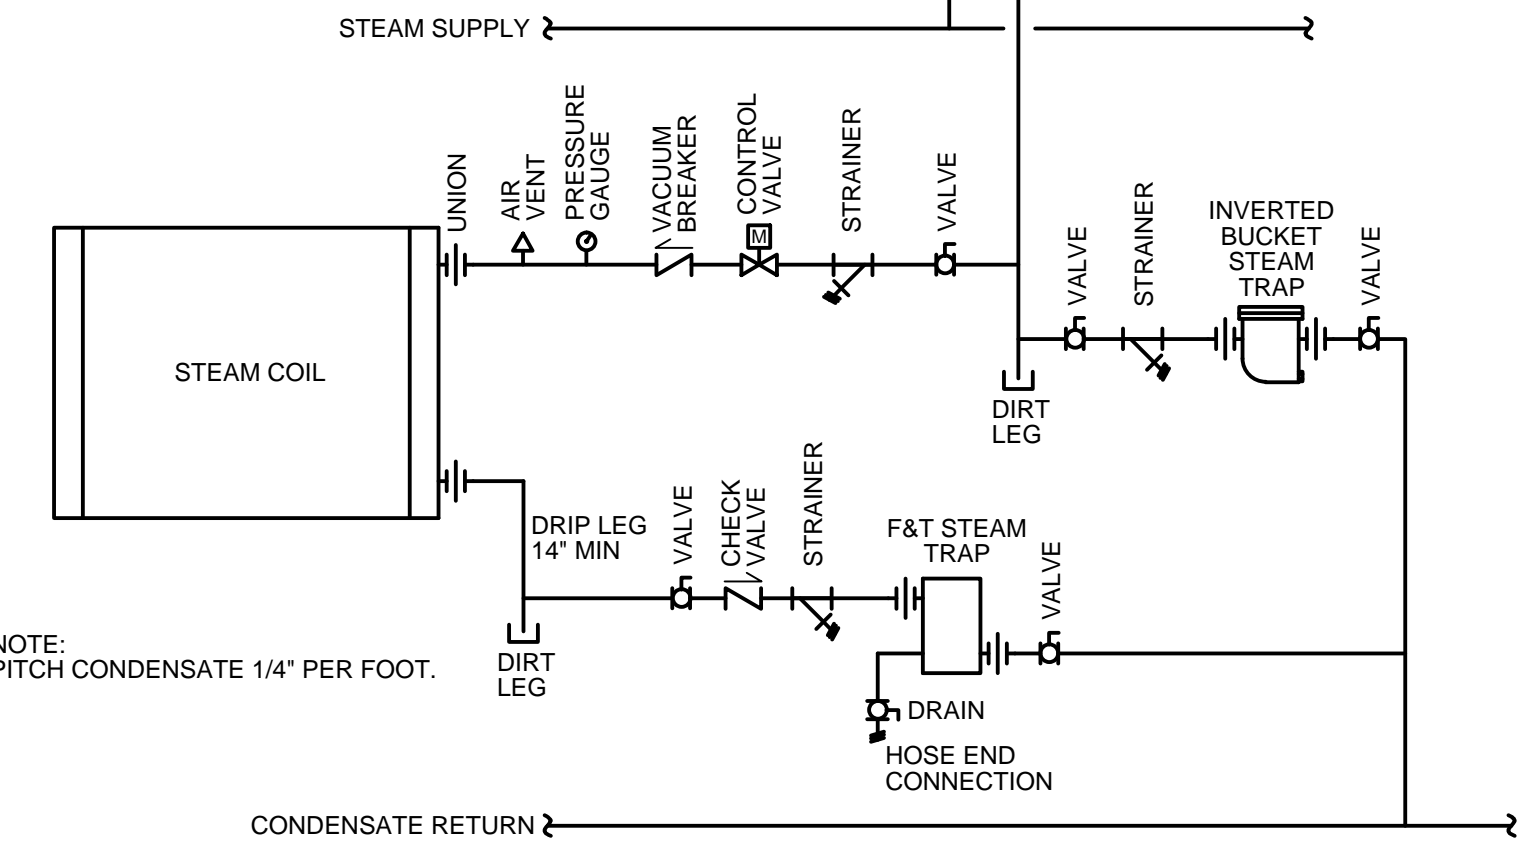 STEAM SUPPLY
UNION
AIR
VENT
PRESSURE
GAUGE
VACUUM
BREAKER
CONTROL
VALVE
M
STRAINER
VALVE
VALVE
STRAINER
INVERTED
BUCKET
STEAM
TRAP
VALVE
STEAM COIL
DIRT
LEG
DRIP LEG
14" MIN
VALVE
CHECK
VALVE
STRAINER
F&T STEAM
TRAP
VALVE
NOTE:
PITCH CONDENSATE 1/4" PER FOOT.
DIRT
LEG
DRAIN
HOSE END
CONNECTION
CONDENSATE RETURN